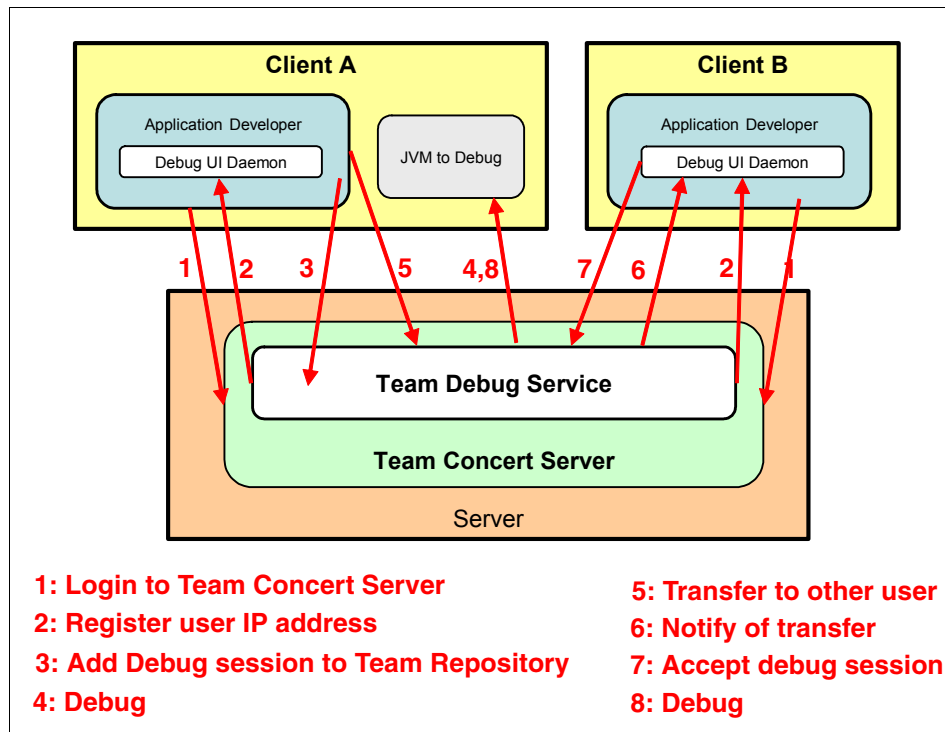 Client A
Application Developer
Debug UI Daemon
JVM to Debug
Client B
Application Developer
Debug UI Daemon
1
2
3
5
4,8
7
6
2
1
Team Debug Service
Team Concert Server
Server
1: Login to Team Concert Server
2: Register user IP address
3: Add Debug session to Team Repository
4: Debug
5: Transfer to other user
6: Notify of transfer
7: Accept debug session
8: Debug